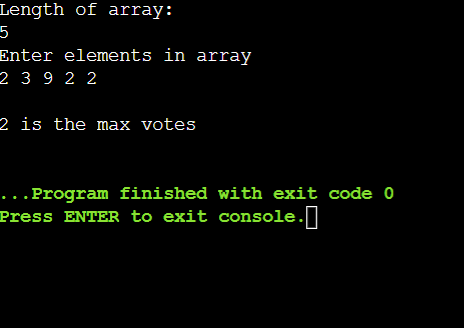 Length of array:
5
Enter elements in array
2 3 9 2 2
2 is the max votes
...Program finished with exit code 0
Press ENTER to exit console.